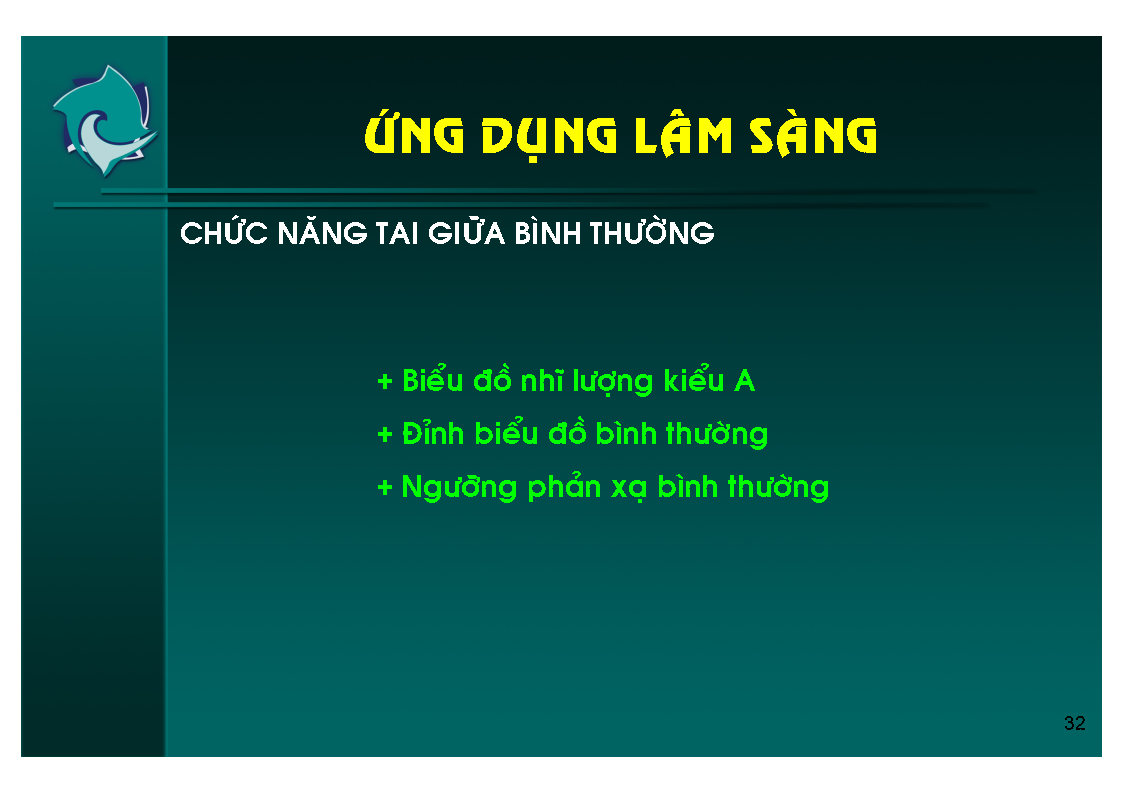 ỨNG DỤNG LÂM SÀNG
CHỨC NĂNG TAI GIỮA BÌNH THƯỜNG
+ Biểu đồ nhĩ lượng kiểu A
+ Đỉnh biểu đồ bình thường
+ Ngưỡng phản xạ bình thường
32